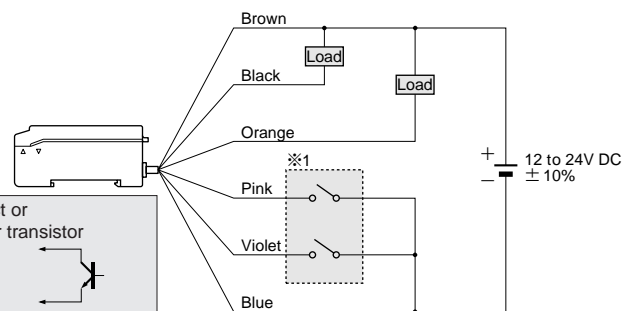 Brown
Load
Black
Load
Orange
※1
+
12 to 24V DC
−
± 10%
Pink
or
transistor
Violet
Blue